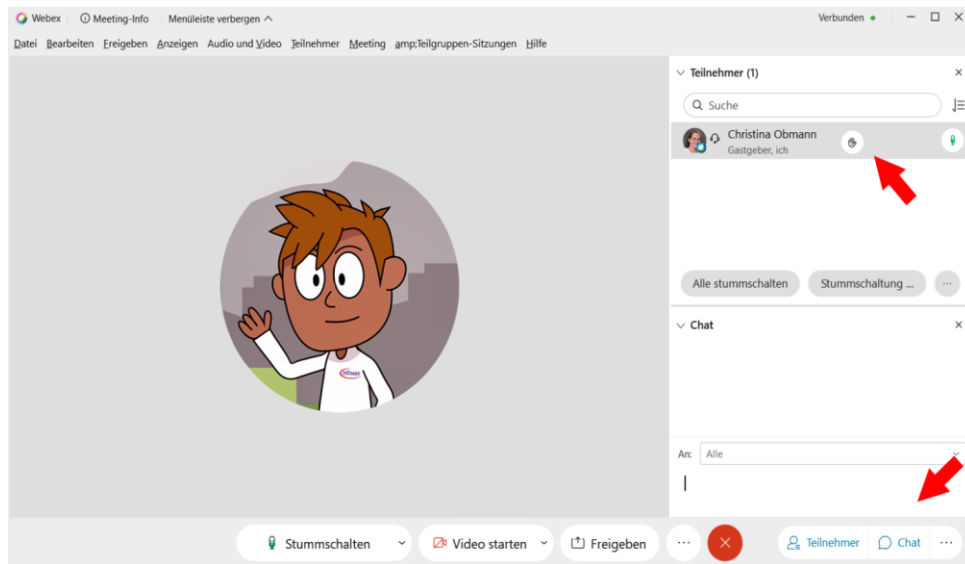 Webex Meeting-Info Menüleiste verbergen Verbunden
Datei Bearbeiten Freigeben Anzeigen Audio und Video Teilnehmer Meeting amp;Teilgruppen-Sitzungen Hilfe
Teilnehmer (1)
Suche
Christina Obmann
Gastgeber, ich
Alle stummschalten Stummschaltung ...
Chat
infineon
An: Alle
Stummschalten Video starten Freigeben Teilnehmer Chat